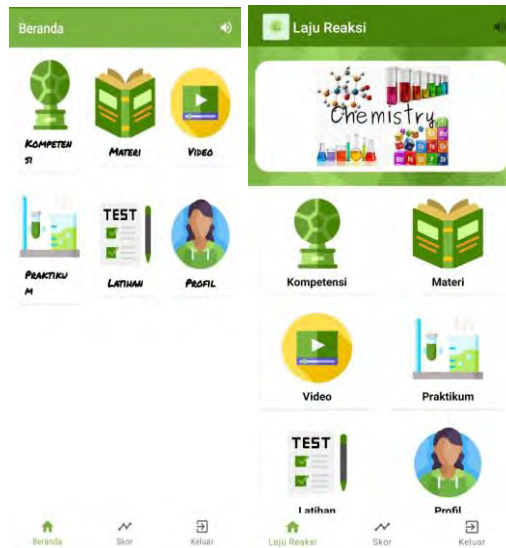 Beranda
KOMPETEN
SI
MATERI
VIDEO
TEST
PRAKTIKU
M
LATIHAN
PROFIL
Beranda
Skor
Keluar
Laju Reaksi
Chemistry
Kompetensi
Materi
Video
Praktikum
TEST
Latihan
Profil
Laju Reaksi
Skor
Keluar